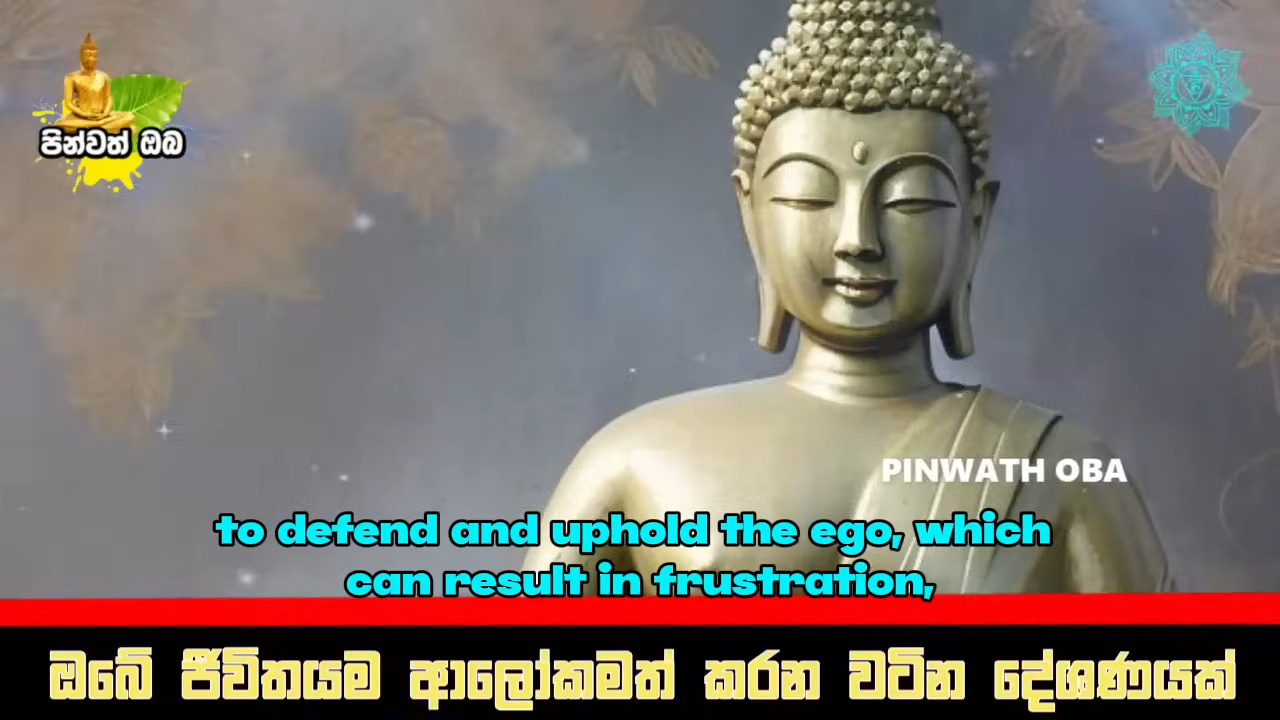 පින්වත් ඔබ
PINWATH OBA
to defend and uphold the ego, which
can result in frustration,
ඔබේ ජීවිතයම ආලෝකමත් කරන වටින දේශණයක්